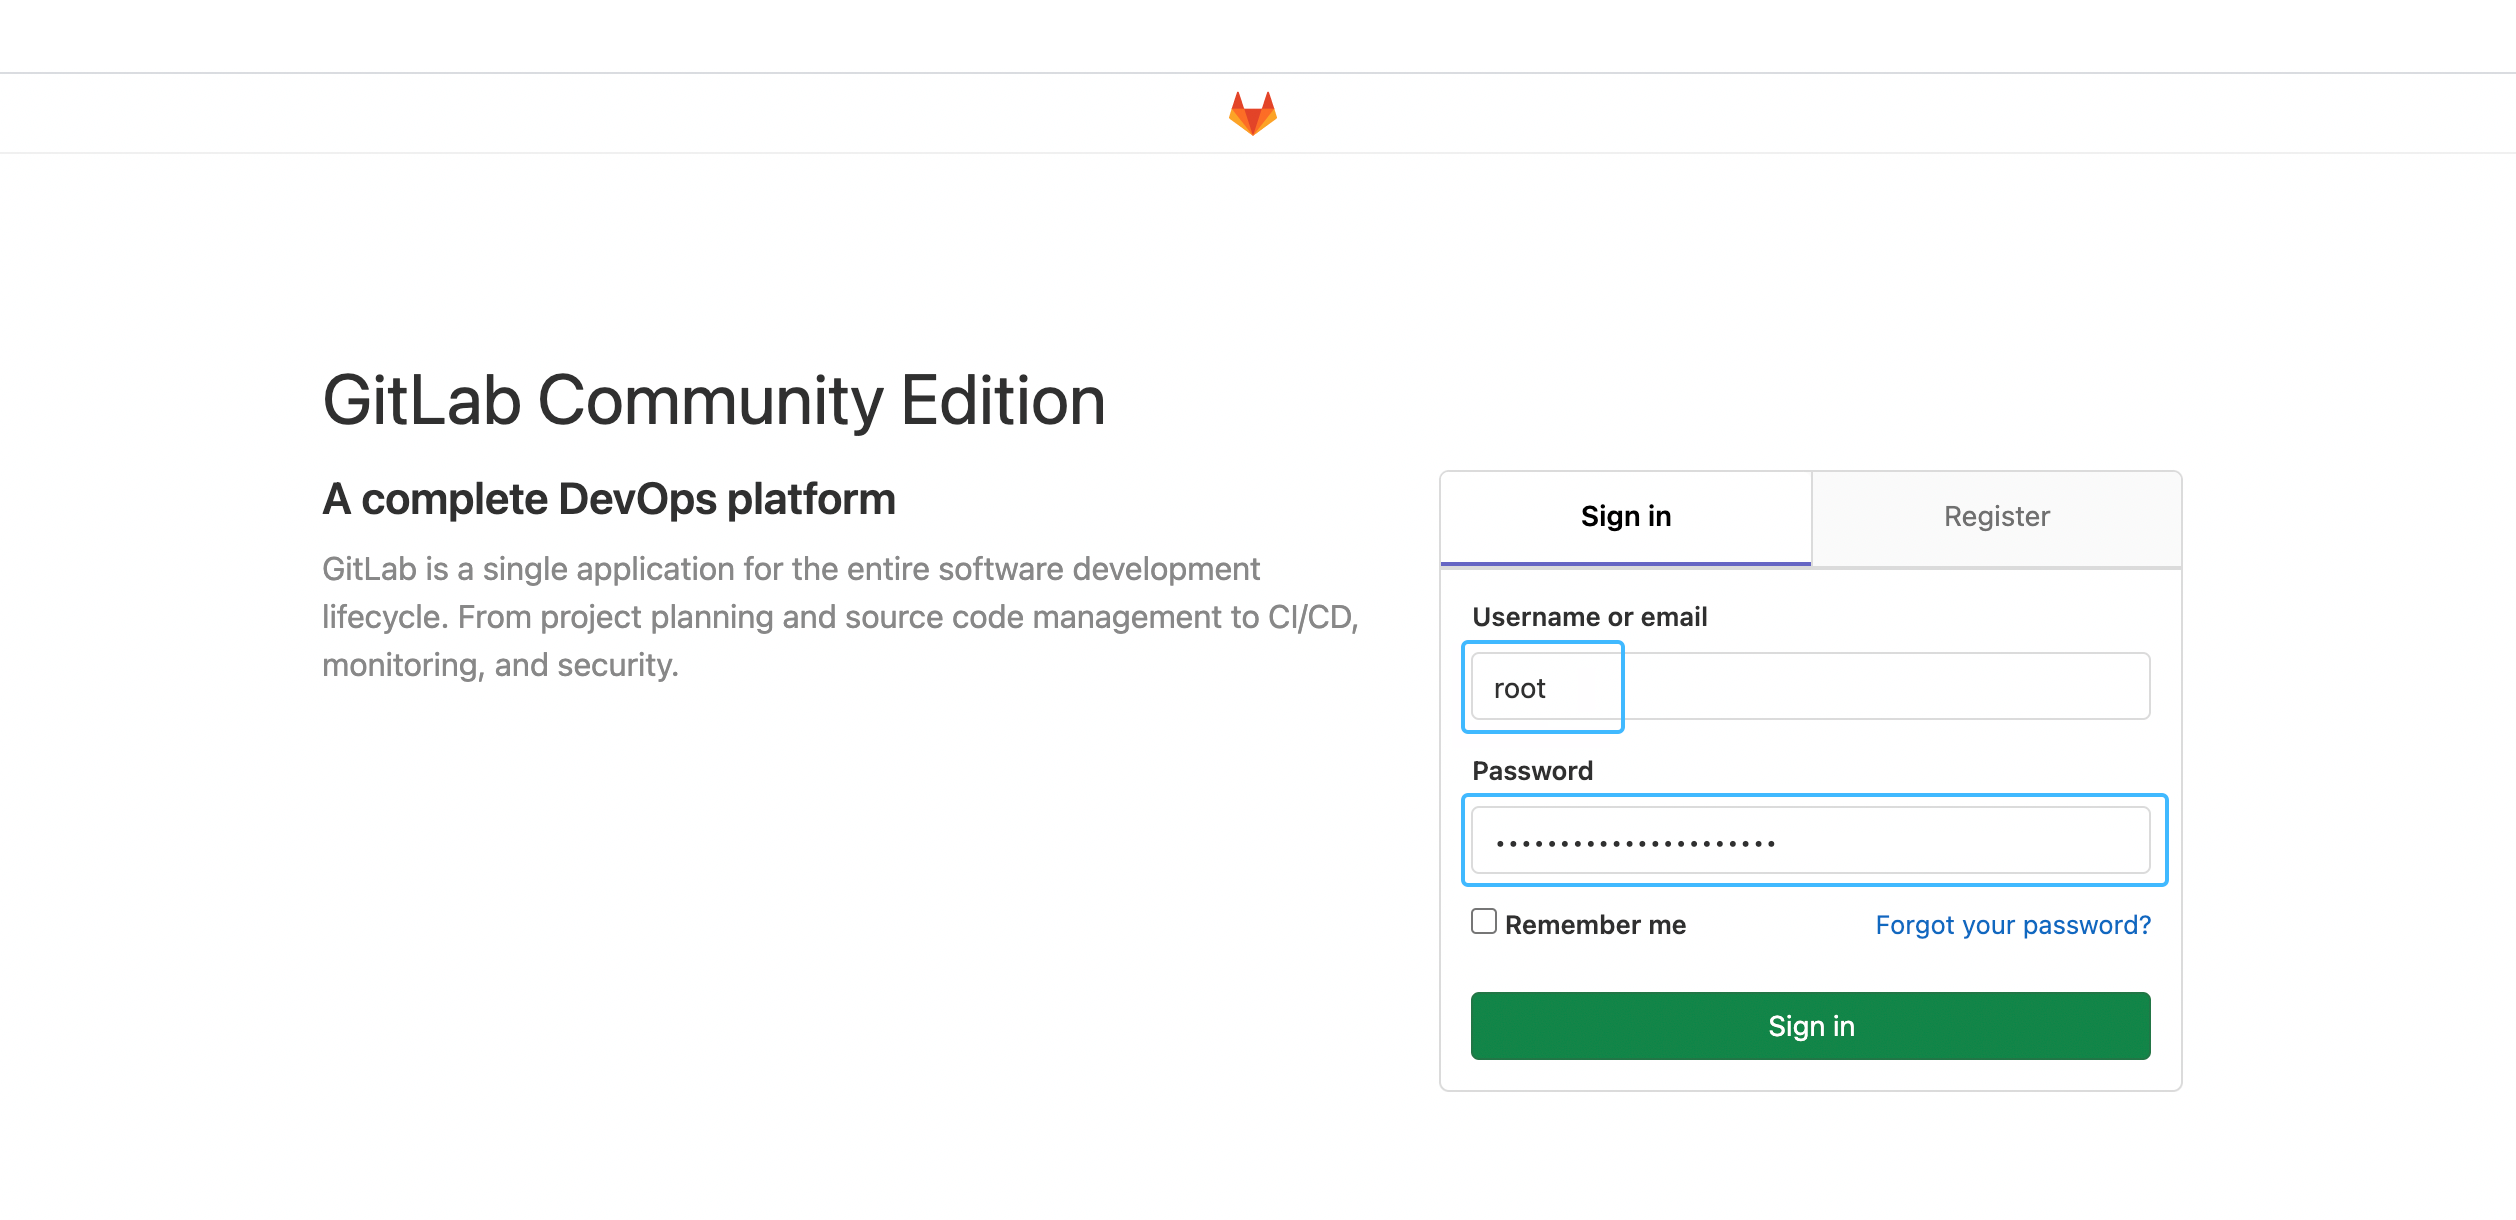 GitLab Community Edition
A complete DevOps platform
GitLab is a single application for the entire software development
lifecycle. From project planning and source code management to CI/CD,
monitoring, and security.
Sign in
Register
Username or email
root
Password
••••••••••••••••••••••
Remember me
Forgot your password?
Sign in